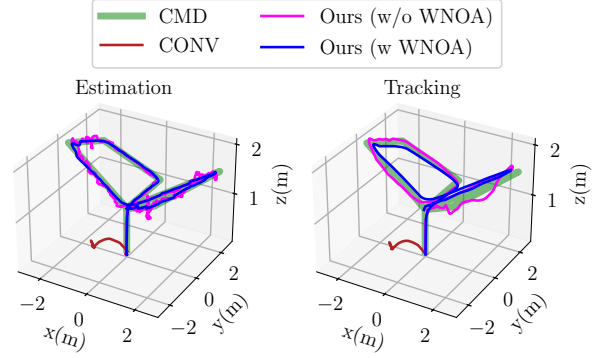 CMD
CONV
Ours (w/o WNOA)
Ours (w WNOA)
Estimation
Tracking
2
1
z(m)
−2
0
2
x(m)
−2
0
2
y(m)
2
1
z(m)
−2
0
2
x(m)
−2
0
2
y(m)